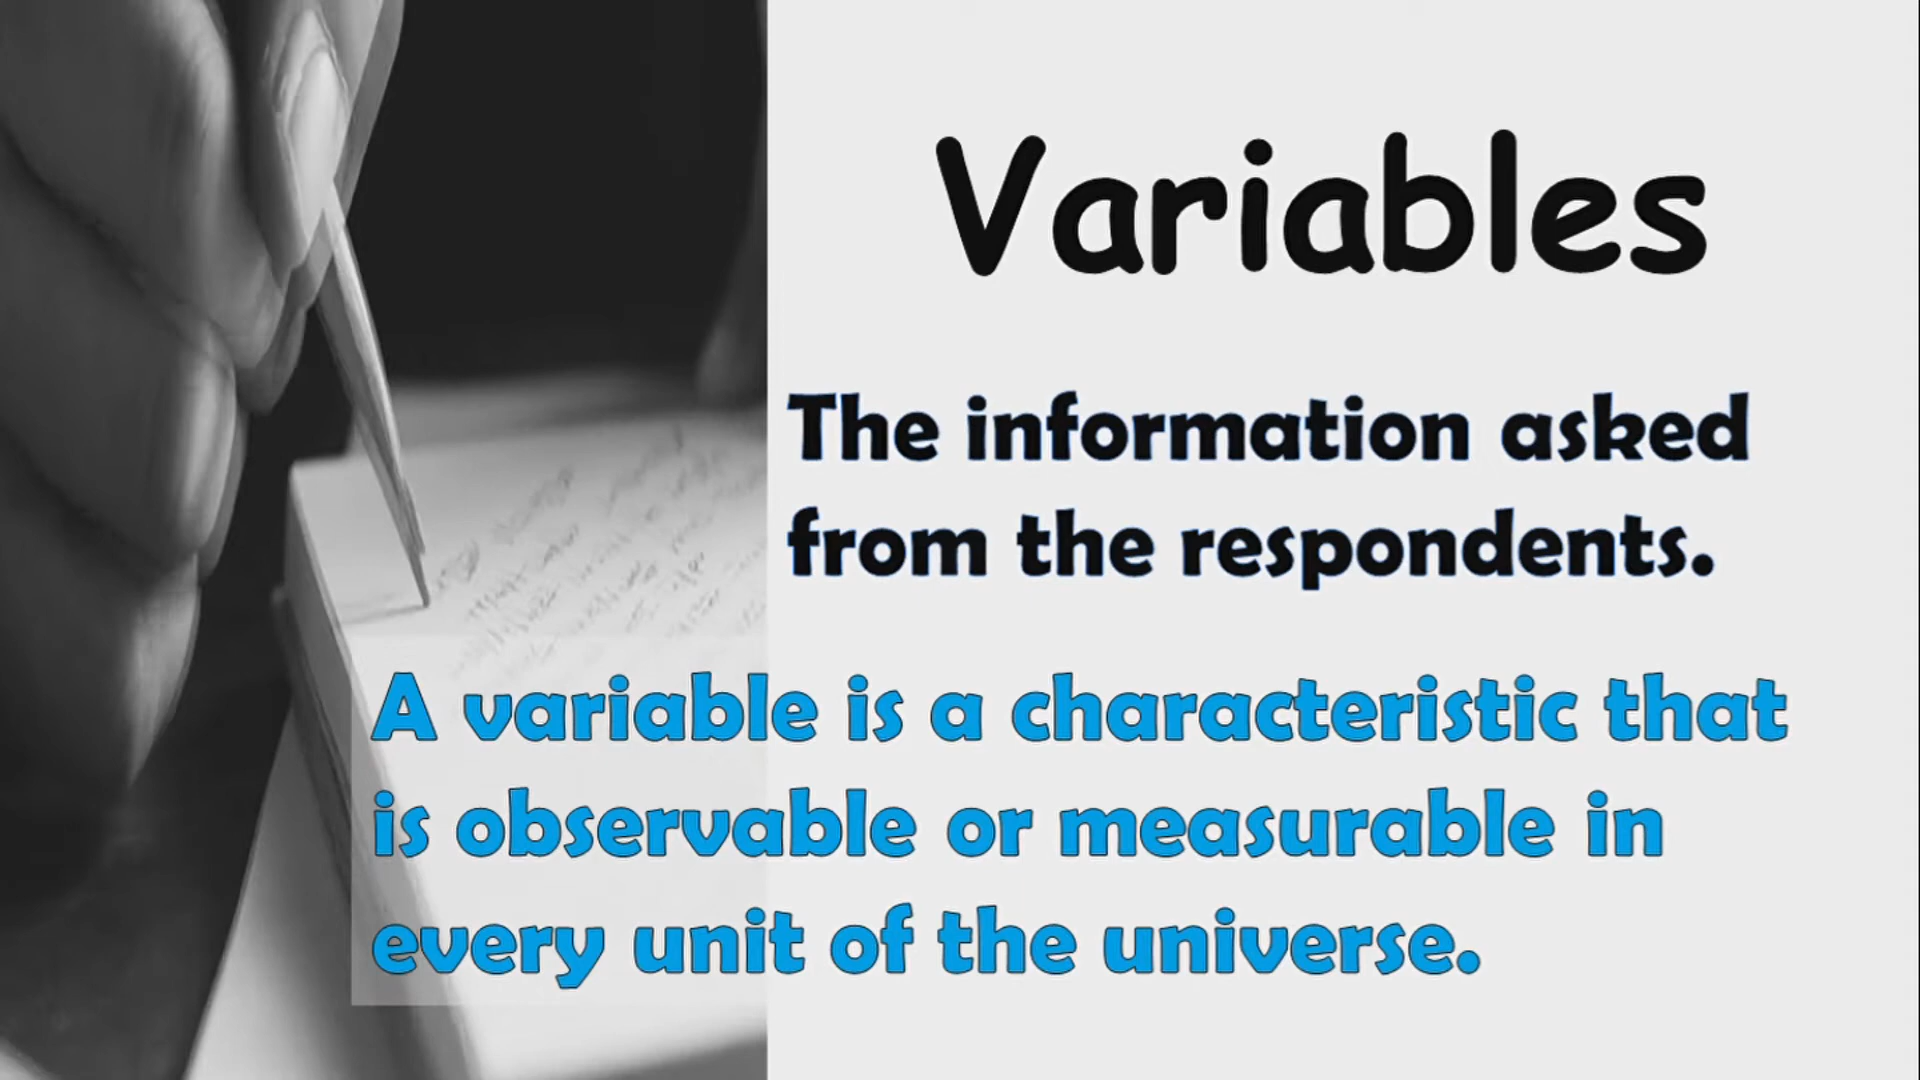 Variables
The information asked
from the respondents.
A variable is a characteristic that
is observable or measurable in
every unit of the universe.